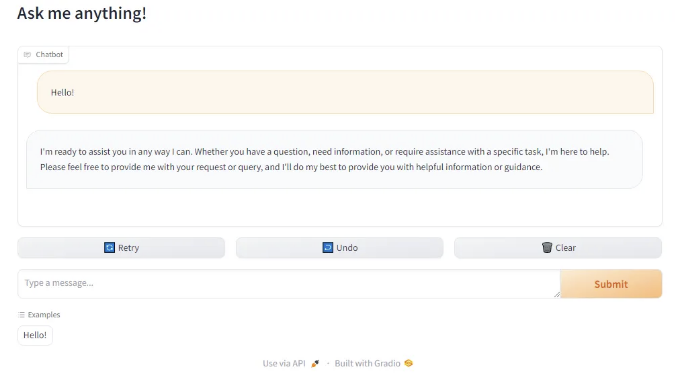 Ask me anything!
Chatbot
Hello!
I'm ready to assist you in any way I can. Whether you have a question, need information, or require assistance with a specific task, I'm here to help.
Please feel free to provide me with your request or query, and I'll do my best to provide you with helpful information or guidance.
Retry
Undo
Clear
Type a message...
Submit
Examples
Hello!
Use via API · Built with Gradio